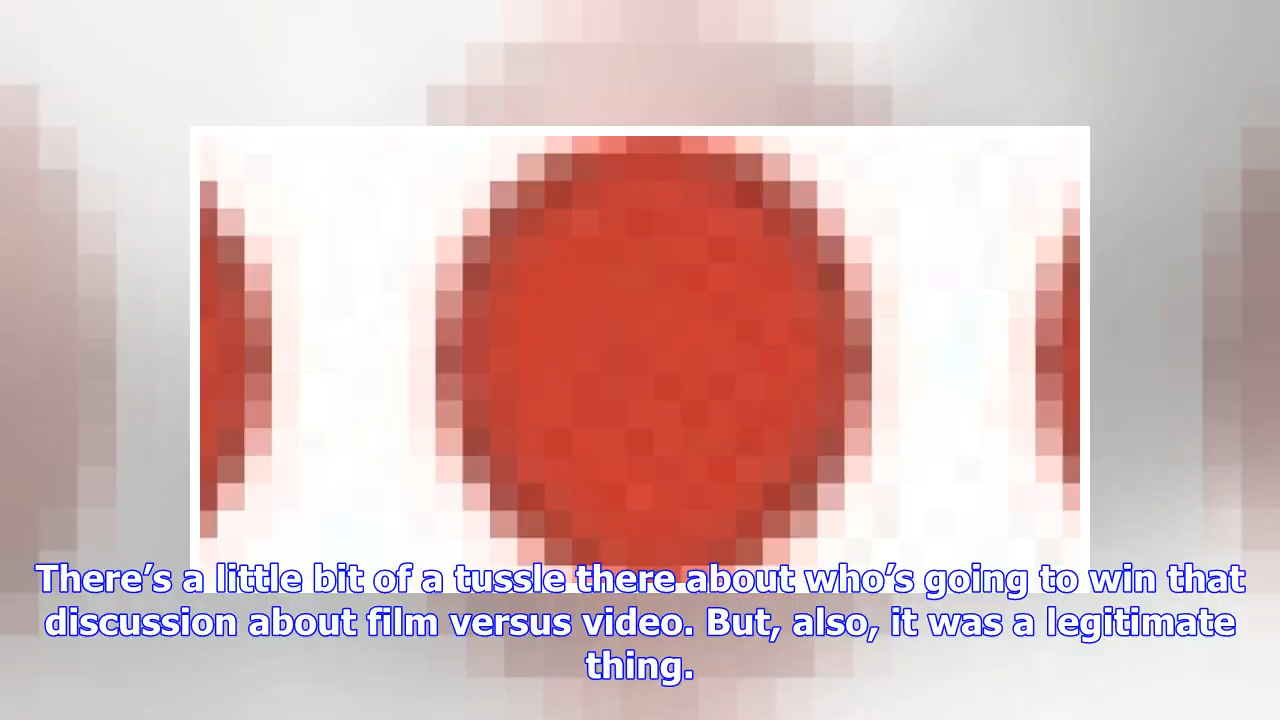 There’s a little bit of a tussle there about who’s going to win that
discussion about film versus video. But, also, it was a legitimate
thing.